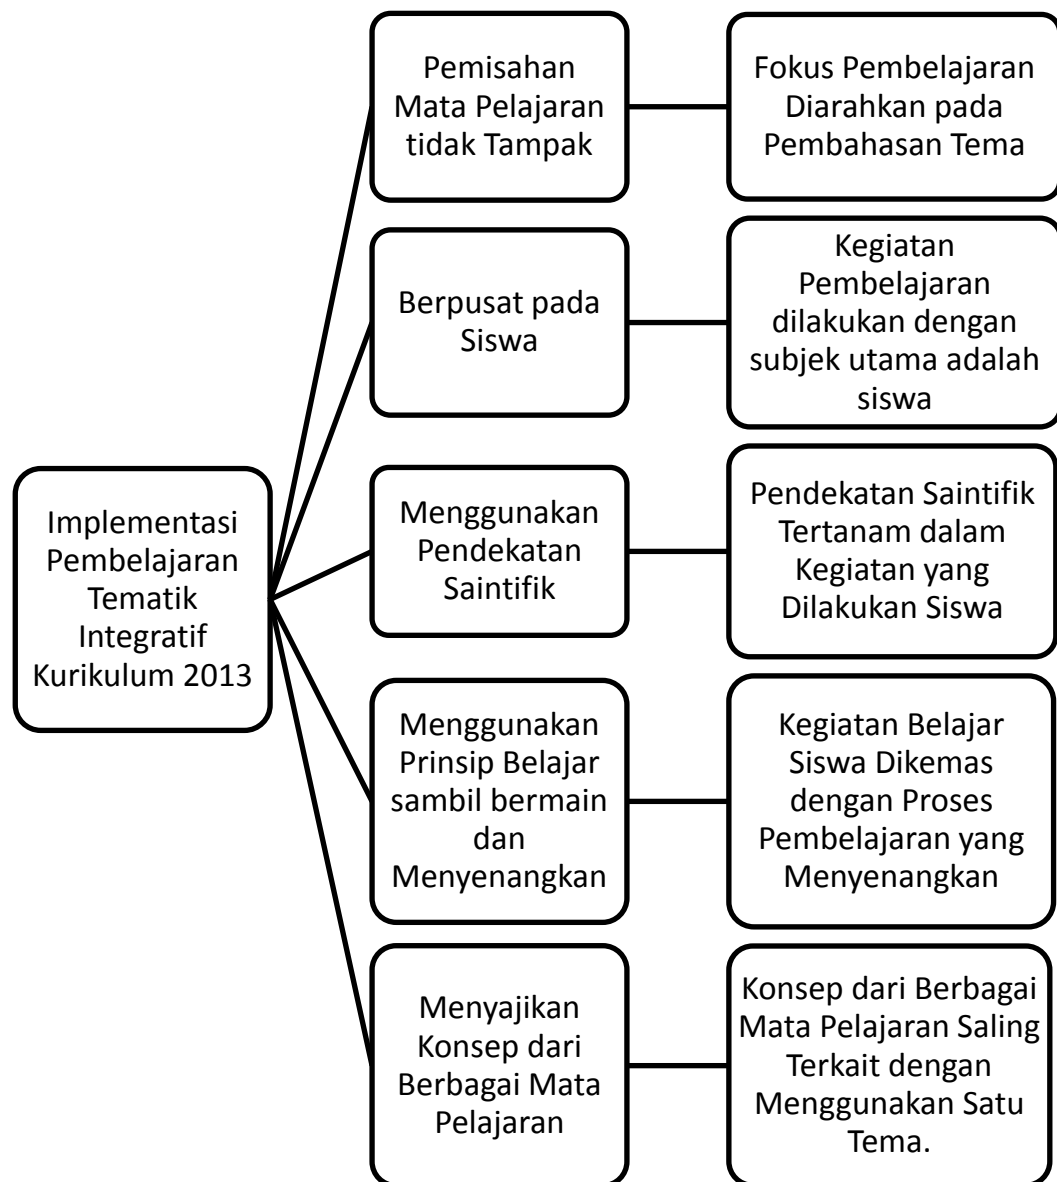 Pemisahan
Mata Pelajaran
tidak Tampak
Fokus Pembelajaran
Diarahkan pada
Pembahasan Tema
Berpusat pada
Siswa
Kegiatan
Pembelajaran
dilakukan dengan
subjek utama adalah
siswa
Implementasi
Pembelajaran
Tematik
Integratif
Kurikulum 2013
Menggunakan
Pendekatan
Saintifik
Pendekatan Saintifik
Tertanam dalam
Kegiatan yang
Dilakukan Siswa
Menggunakan
Prinsip Belajar
sambil bermain
dan
Menyenangkan
Kegiatan Belajar
Siswa Dikemas
dengan Proses
Pembelajaran yang
Menyenangkan
Menyajikan
Konsep dari
Berbagai Mata
Pelajaran
Konsep dari Berbagai
Mata Pelajaran Saling
Terkait dengan
Menggunakan Satu
Tema.